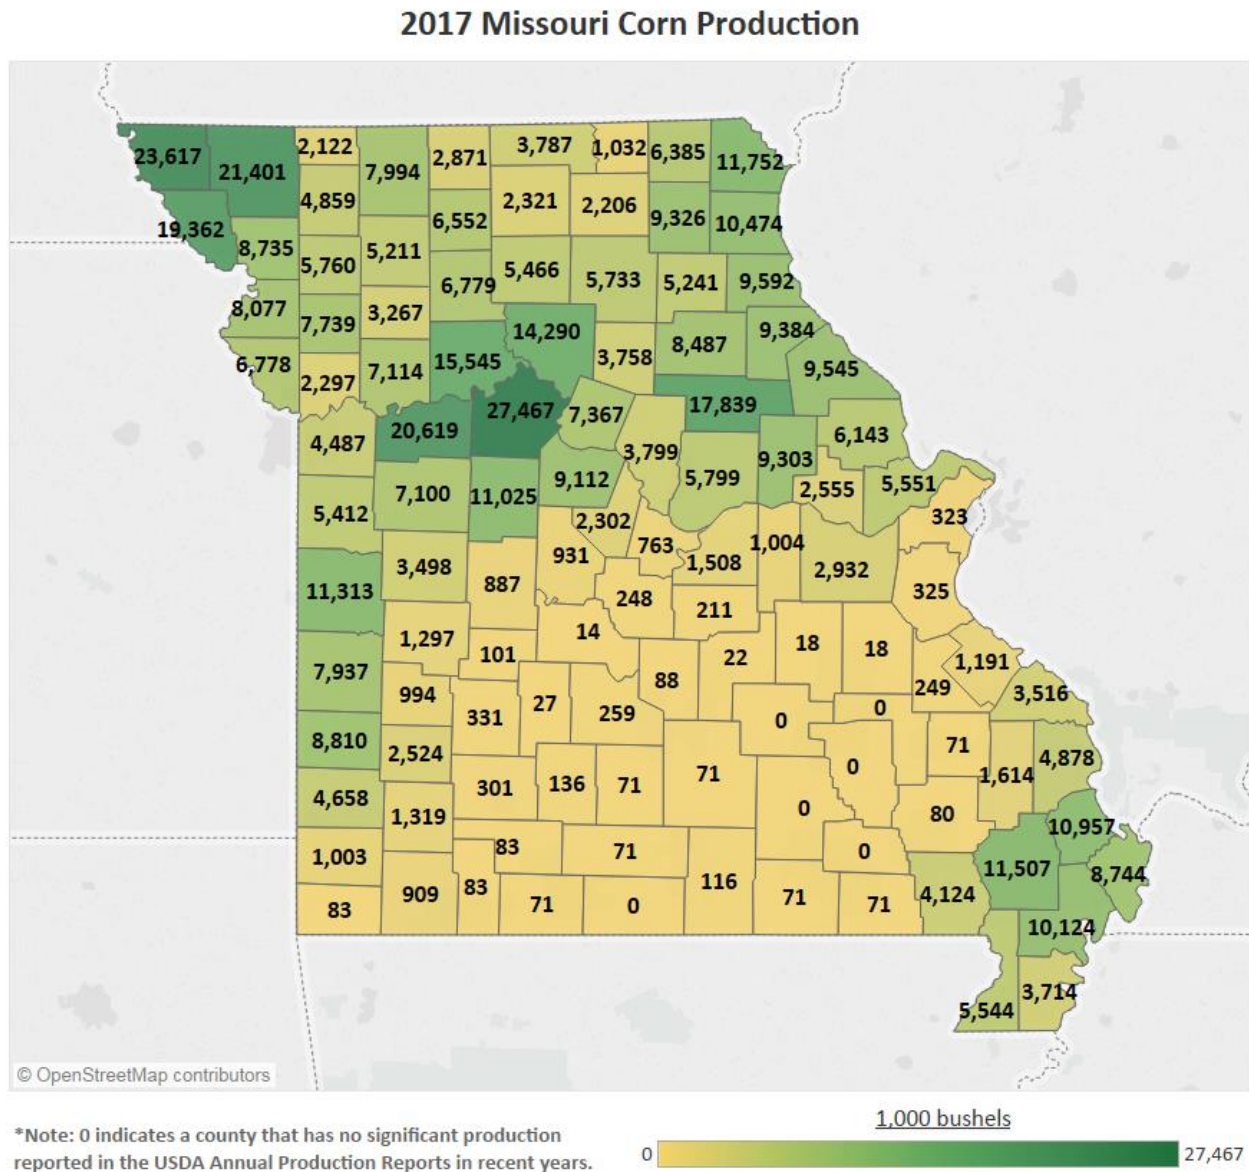 2017 Missouri Corn Production
23,617 21,401 2,122 7,994 2,871 3,787 1,032 6,385 11,752
4,859 2,321 2,206
19,362 6,552 9,326 10,474
8,735 5,760 5,211
6,779 5,466 5,733 5,241 9,592
8,077 7,739 3,267
14,290 9,384
6,778 2,297 7,114 15,545 3,758 8,487 9,545
4,487 20,619 27,467 7,367 17,839 6,143
3,799
5,412 7,100 11,025 9,112 5,799 9,303 2,555 5,551
2,302 323
931 763 1,508 1,004
11,313 3,498 887 2,932
248 211 325
1,297 14
101 22 18 18 1,191
7,937 994 88 249 3,516
331 27 259 0 0
8,810 2,524 71 4,878
0 1,614
4,658 301 136 71 71
1,319 0 80 10,957
1,003 83 71 0 11,507 8,744
83 909 83 71 0 116 71 71 4,124
10,124
5,544 3,714
© OpenStreetMap contributors
1,000 bushels
*Note: 0 indicates a county that has no significant production
reported in the USDA Annual Production Reports in recent years.
0 27,467